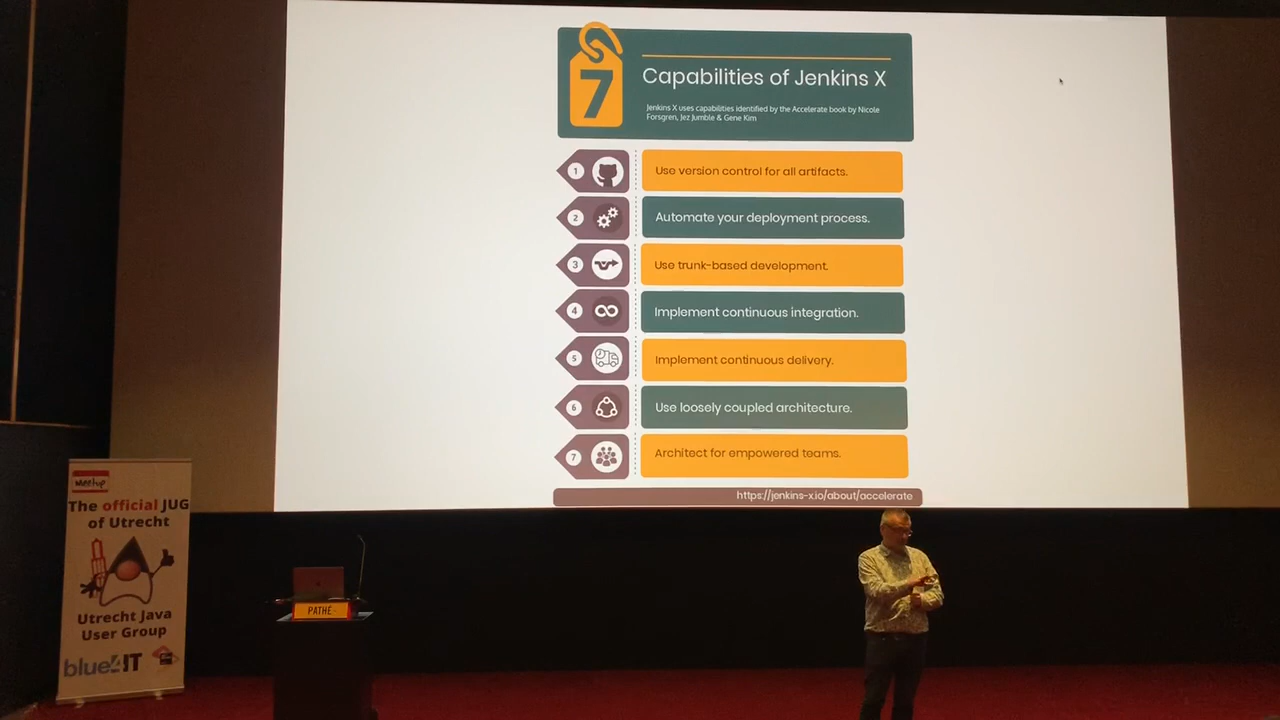 7
Capabilities of Jenkins X
Jenkins X uses capabilities identified by the Accelerate book by Nicole
Forsgren, Jez Jumble & Gene Kim
1
Use version control for all artifacts.
2
Automate your deployment process.
3
Use trunk-based development.
4
Implement continuous integration.
5
Implement continuous delivery.
6
Use loosely coupled architecture.
7
Architect for empowered teams.
https://jenkins-x.io/about/accelerate
meetup
The official JUG
of Utrecht
Utrecht Java
User Group
blue4IT
PATHÉ